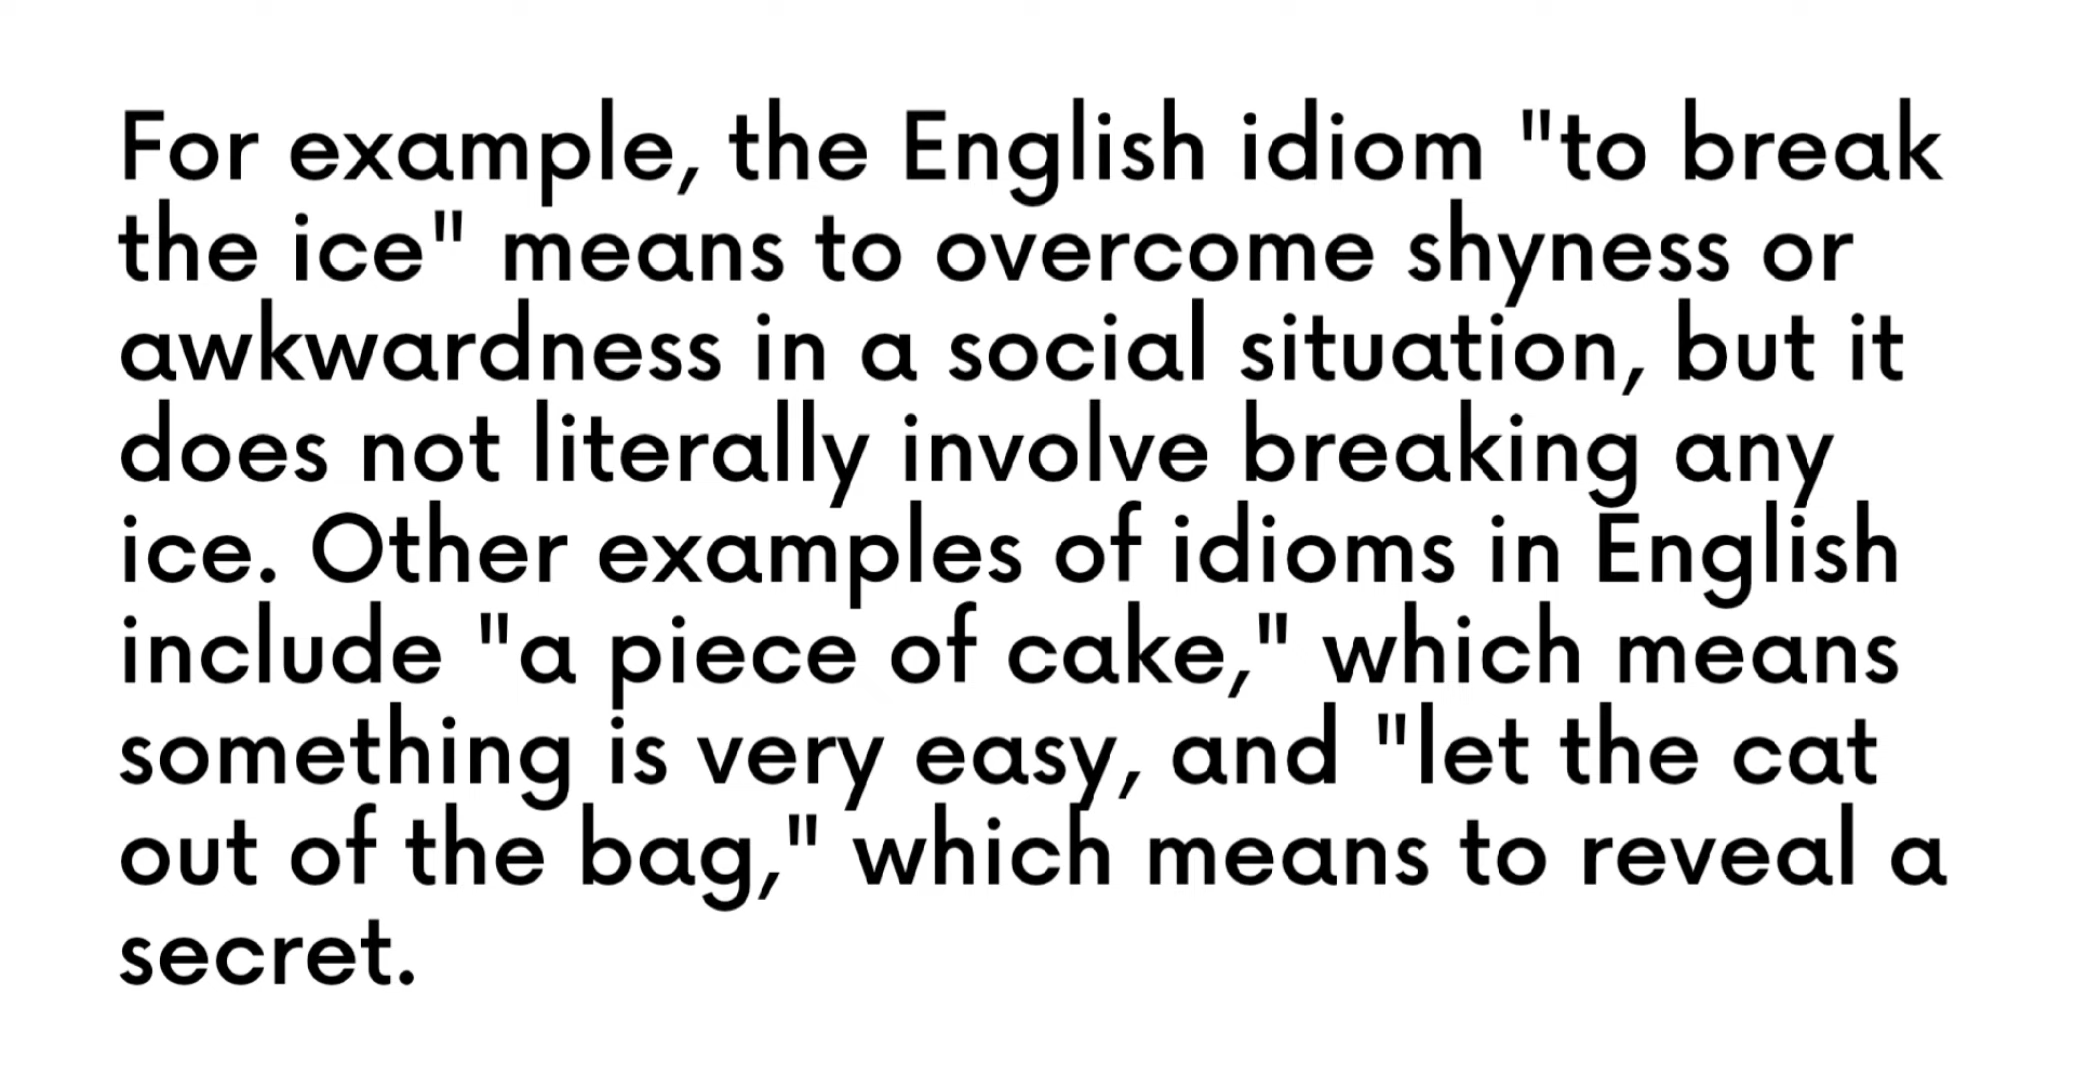 For example, the English idiom "to break
the ice" means to overcome shyness or
awkwardness in a social situation, but it
does not literally involve breaking any
ice. Other examples of idioms in English
include "a piece of cake," which means
something is very easy, and "let the cat
out of the bag," which means to reveal a
secret.